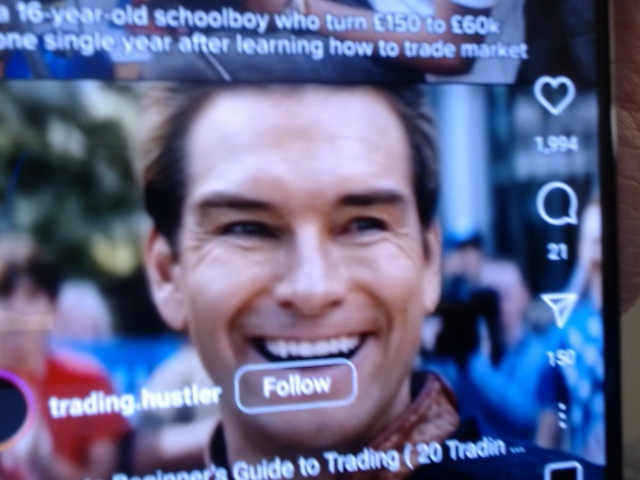 a 16-year-old schoolboy who turn £150 to £60k
one single year after learning how to trade market
1,994
21
150
trading.hustler Follow
Beginner's Guide to Trading ( 20 Tradin ...